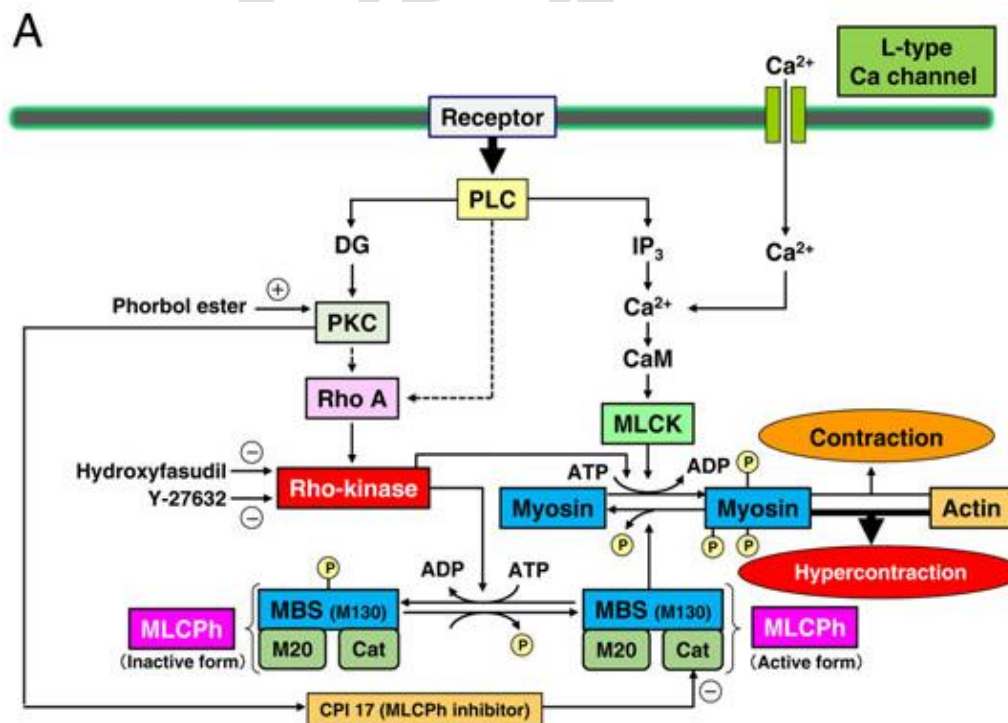 A
L-type
Ca channel
Ca²⁺
Receptor
PLC
DG
IP₃
Ca²⁺
Phorbol ester
+
PKC
Ca²⁺
CaM
Rho A
MLCK
Contraction
Hydroxyfasudil
−
Y-27632
−
Rho-kinase
ATP
ADP
P
Myosin
Myosin
Actin
P
P
P
Hypercontraction
P
ADP
ATP
MLCPh
(Inactive form)
MBS (M130)
M20
Cat
P
MBS (M130)
M20
Cat
MLCPh
(Active form)
−
CPI 17 (MLCPh inhibitor)